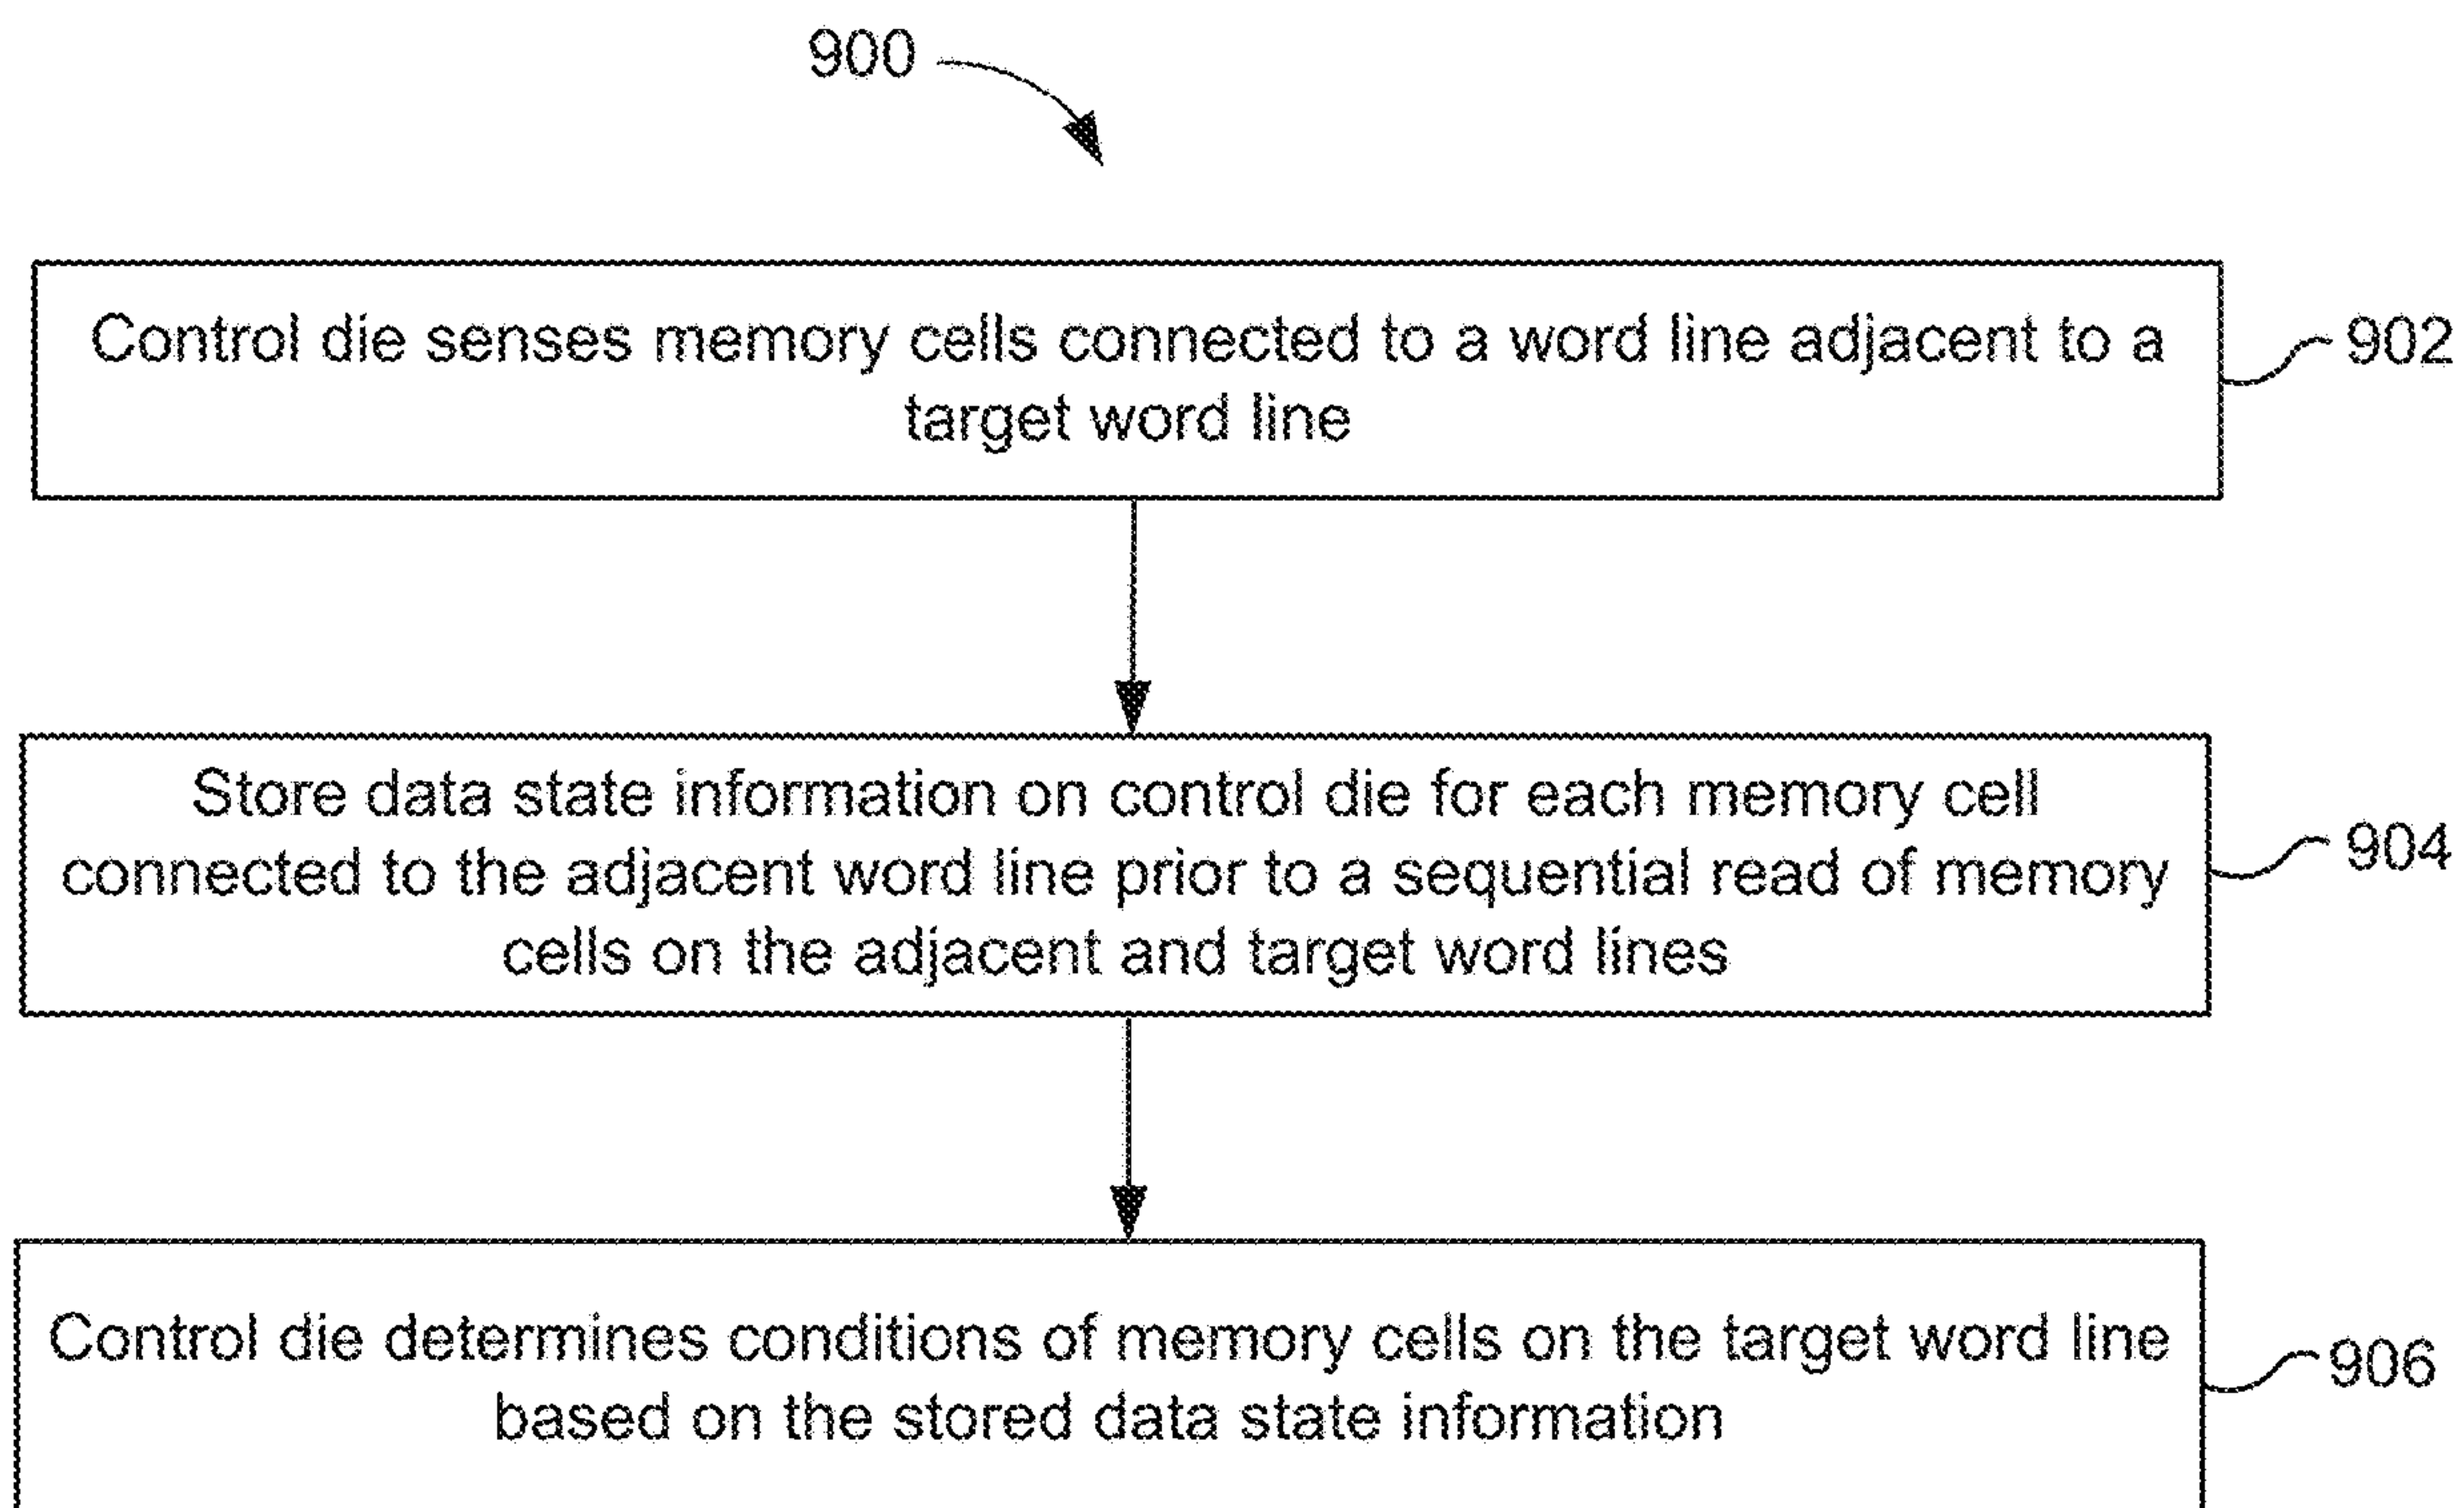 900
Control die senses memory cells connected to a word line adjacent to a
target word line
902
Store data state information on control die for each memory cell
connected to the adjacent word line prior to a sequential read of memory
cells on the adjacent and target word lines
904
Control die determines conditions of memory cells on the target word line
based on the stored data state information
906